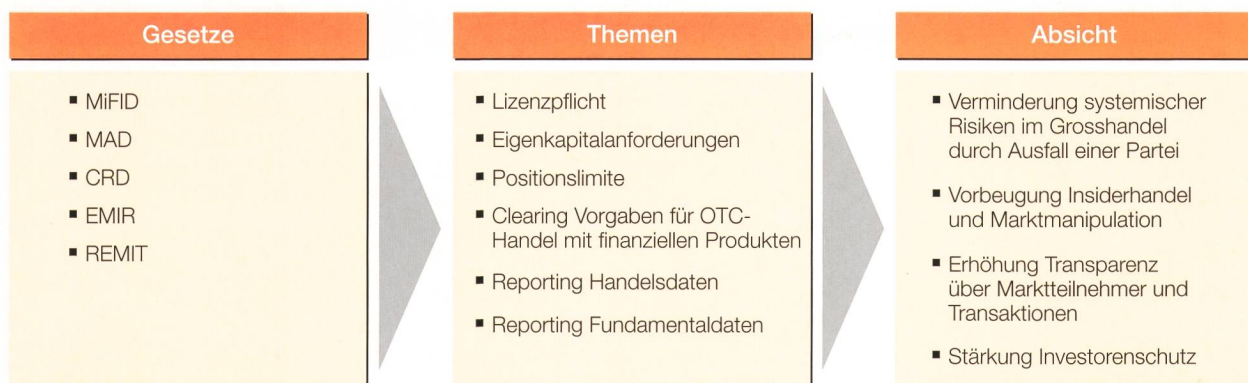 Gesetze
▪ MiFID
▪ MAD
▪ CRD
▪ EMIR
▪ REMIT
Themen
▪ Lizenzpflicht
▪ Eigenkapitalanforderungen
▪ Positionslimite
▪ Clearing Vorgaben für OTC-
Handel mit finanziellen Produkten
▪ Reporting Handelsdaten
▪ Reporting Fundamentaldaten
Absicht
▪ Verminderung systemischer
Risiken im Grosshandel
durch Ausfall einer Partei
▪ Vorbeugung Insiderhandel
und Marktmanipulation
▪ Erhöhung Transparenz
über Marktteilnehmer und
Transaktionen
▪ Stärkung Investorenschutz